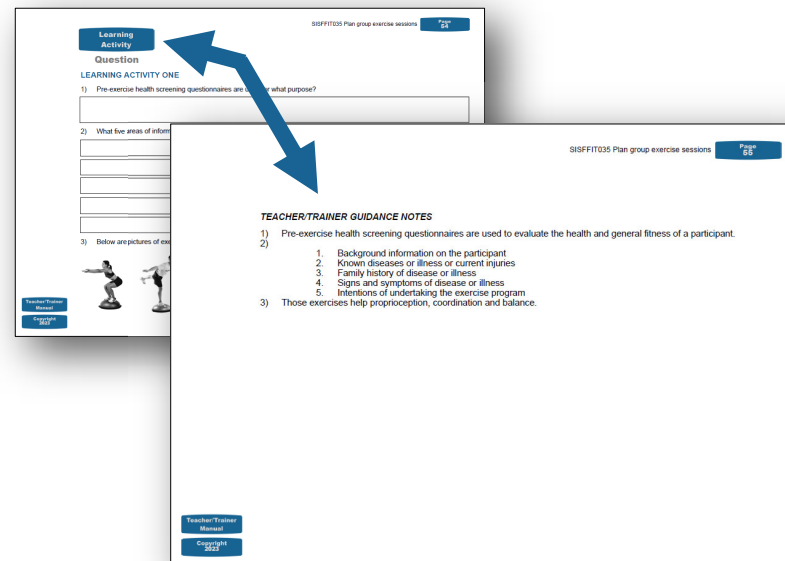 SISFFIT035 Plan group exercise sessions
Page
54
Learning
Activity
Question
LEARNING ACTIVITY ONE
1) Pre-exercise health screening questionnaires are what purpose?
2) What five areas of
3) Below are pictures of
Teacher/Trainer
Manual
Copyright
2023
SISFFIT035 Plan group exercise sessions
Page
55
TEACHER/TRAINER GUIDANCE NOTES
1) Pre-exercise health screening questionnaires are used to evaluate the health and general fitness of a participant.
2)
1. Background information on the participant
2. Known diseases or illness or current injuries
3. Family history of disease or illness
4. Signs and symptoms of disease or illness
5. Intentions of undertaking the exercise program
3) Those exercises help proprioception, coordination and balance.
Teacher/Trainer
Manual
Copyright
2023